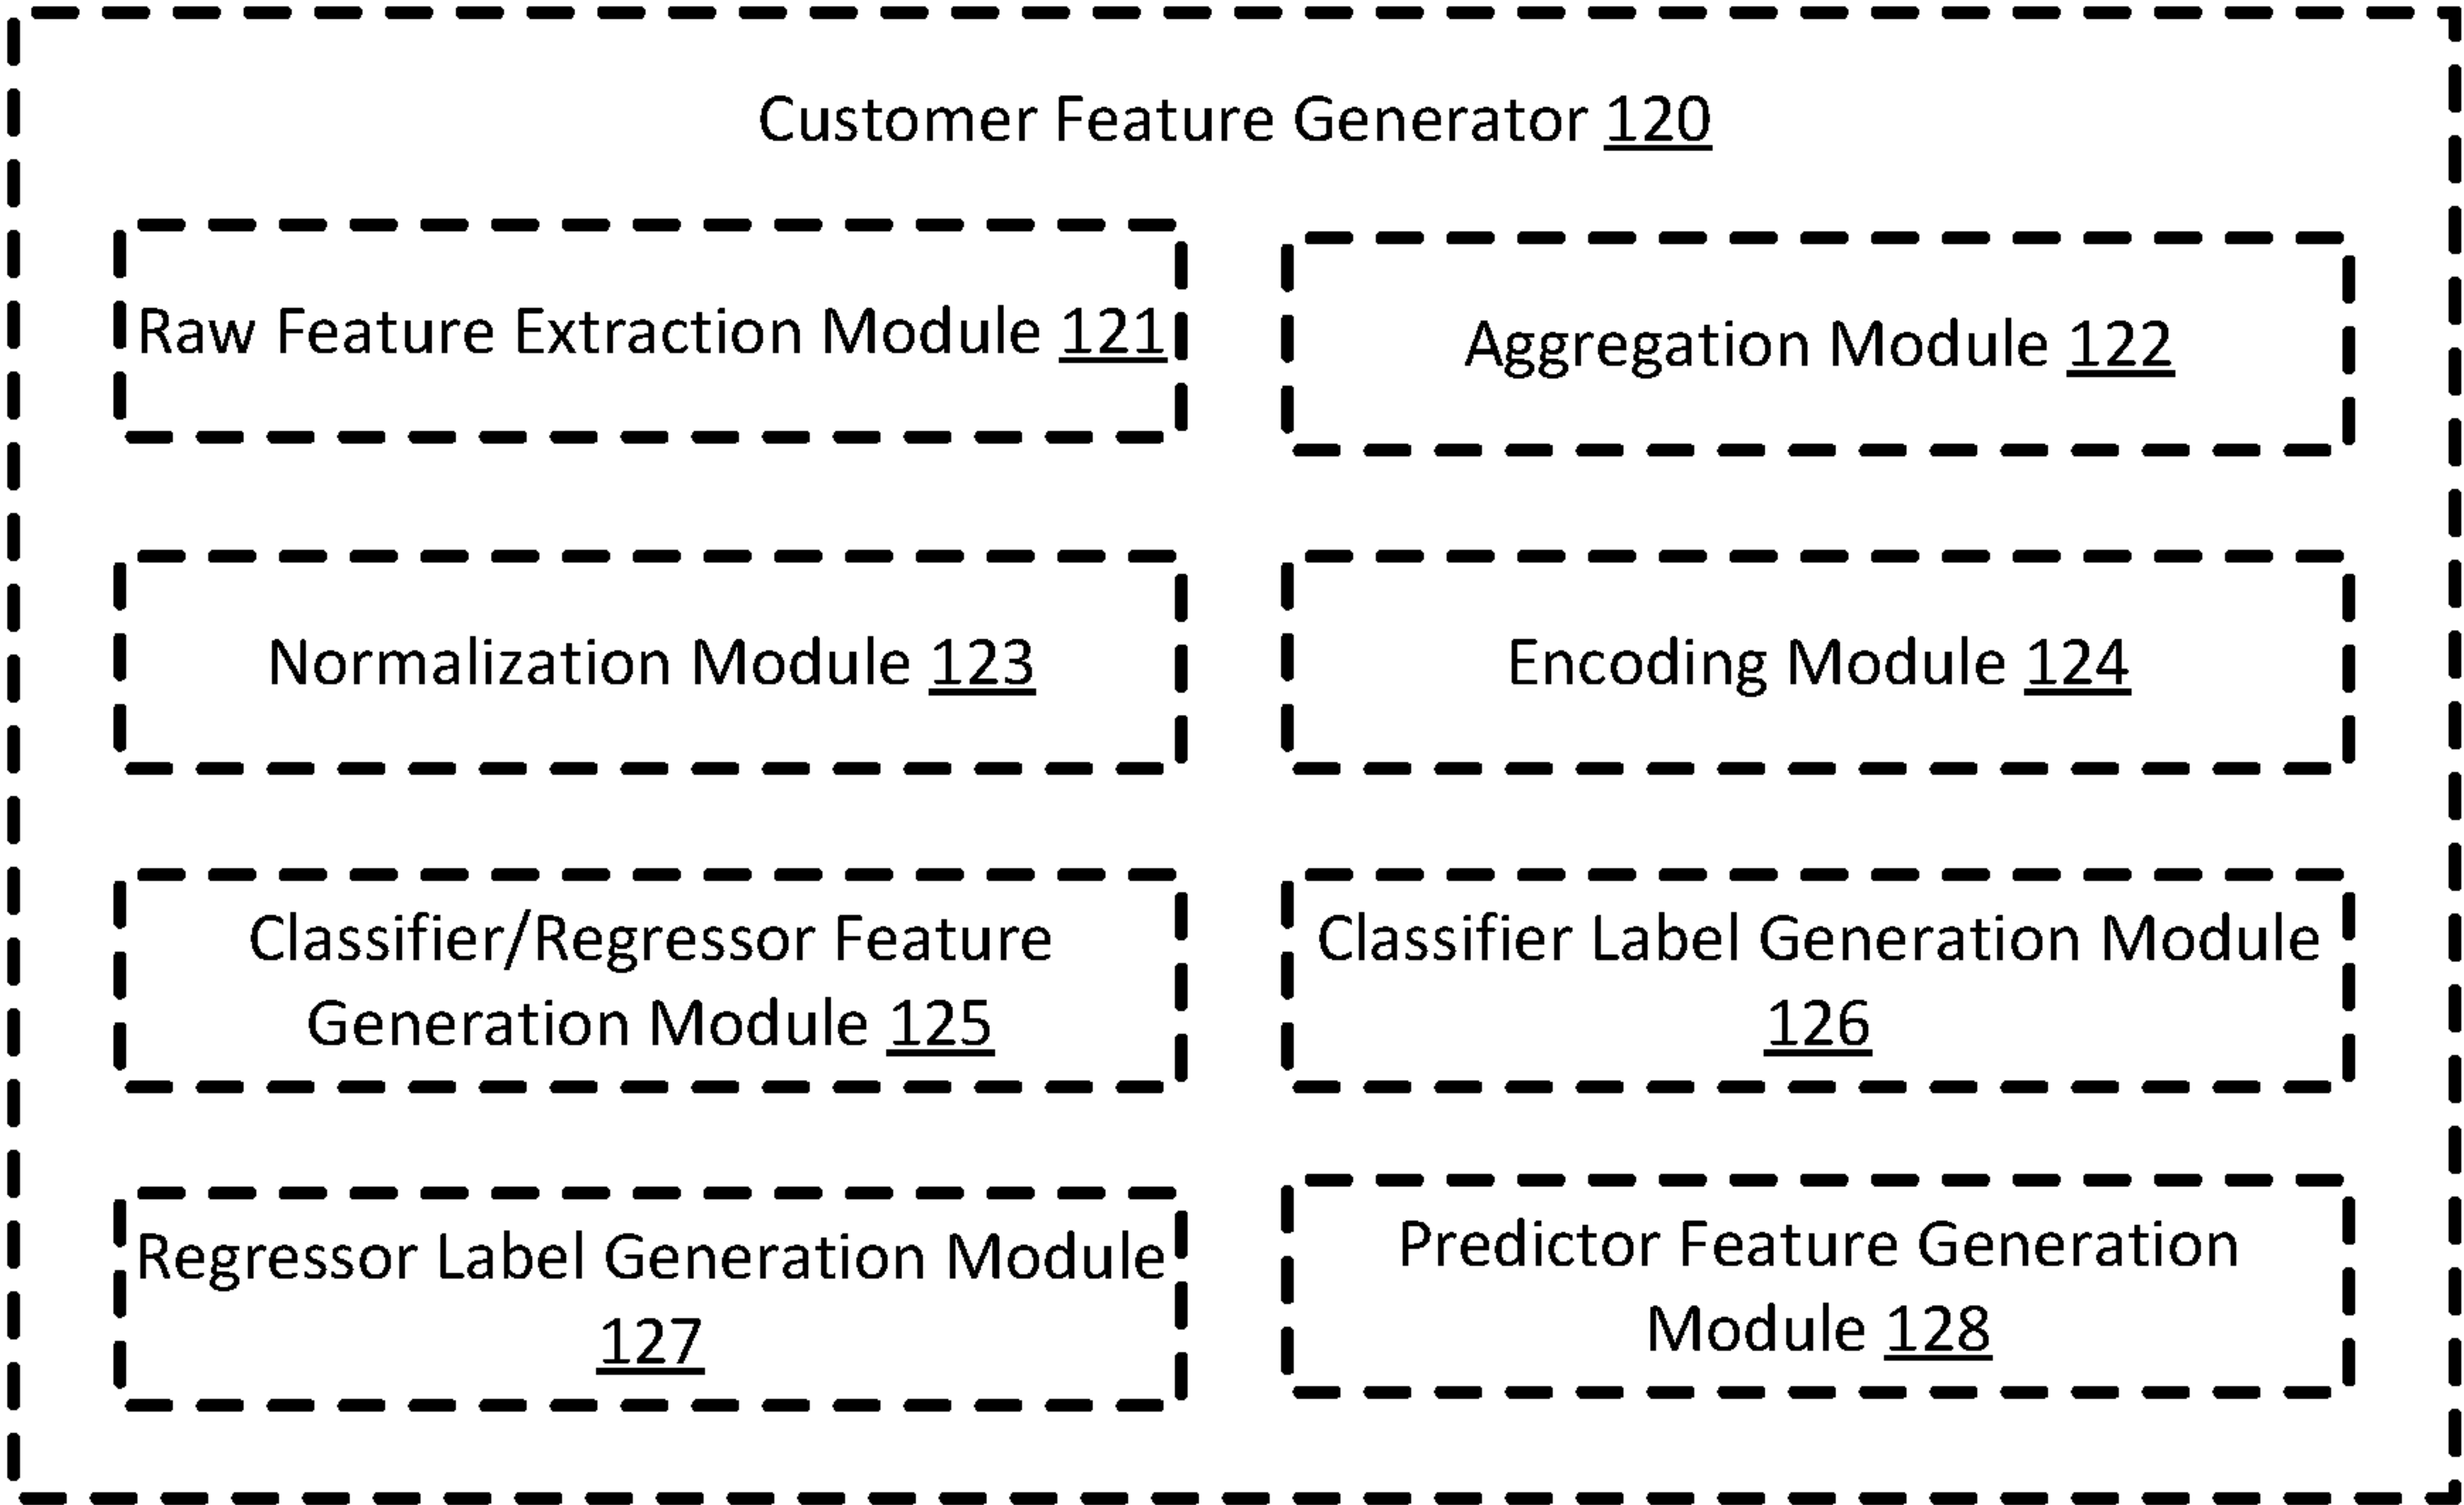 Customer Feature Generator 120
Raw Feature Extraction Module 121
Aggregation Module 122
Normalization Module 123
Encoding Module 124
Classifier/Regressor Feature
Generation Module 125
Classifier Label Generation Module
126
Regressor Label Generation Module
127
Predictor Feature Generation
Module 128